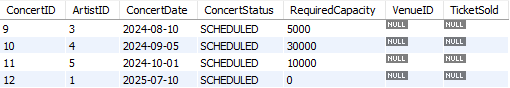 ConcertID ArtistID ConcertDate ConcertStatus RequiredCapacity VenueID TicketSold
9 3 2024-08-10 SCHEDULED 5000 NULL NULL
10 4 2024-09-05 SCHEDULED 30000 NULL NULL
11 5 2024-10-01 SCHEDULED 10000 NULL NULL
12 1 2025-07-10 SCHEDULED 0 NULL NULL